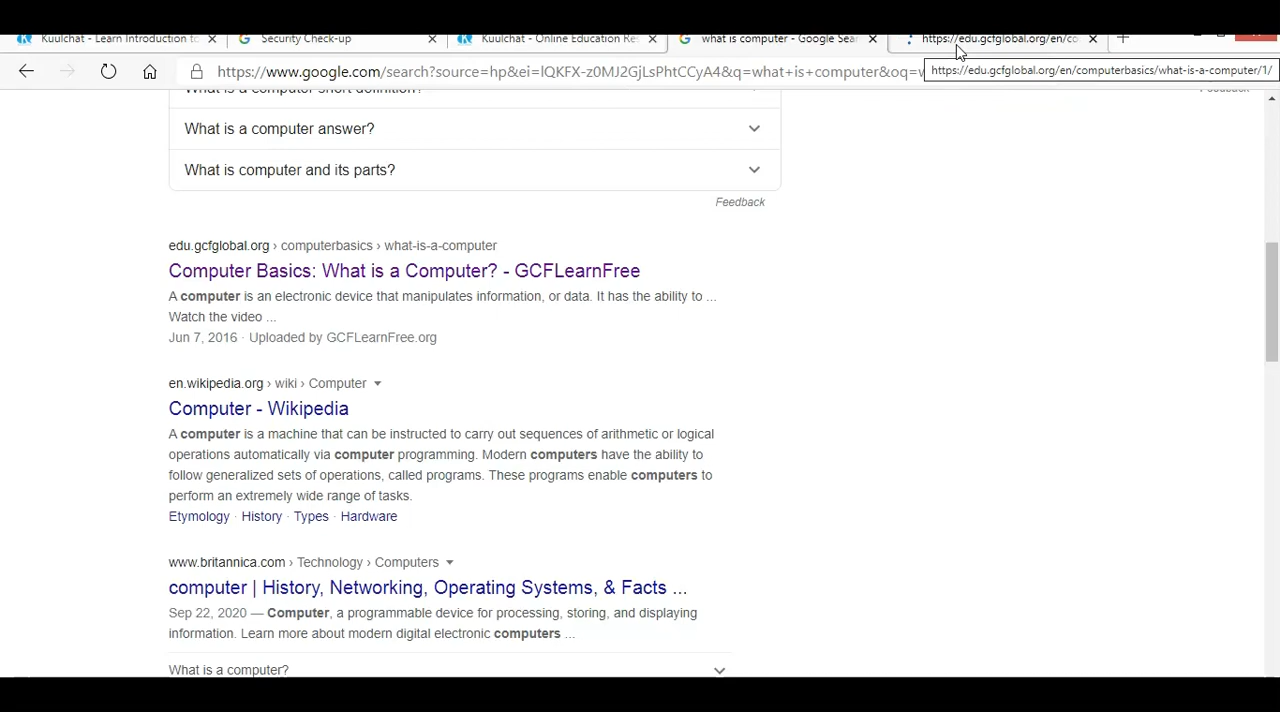 Kuulchat - Learn Introduction to
Security Check-up
Kuulchat - Online Education Re
what is computer - Google Sear
https://edu.gcfglobal.org/en/co
https://www.google.com/search?source=hp&ei=lQKFX-z0MJ2GjLsPhtCCyA4&q=what+is+computer&oq=w
https://edu.gcfglobal.org/en/computerbasics/what-is-a-computer/1/
What is a computer short definition?
Feedback
What is a computer answer?
What is computer and its parts?
Feedback
edu.gcfglobal.org › computerbasics › what-is-a-computer
Computer Basics: What is a Computer? - GCFLearnFree
A computer is an electronic device that manipulates information, or data. It has the ability to ...
Watch the video ...
Jun 7, 2016 · Uploaded by GCFLearnFree.org
en.wikipedia.org › wiki › Computer
Computer - Wikipedia
A computer is a machine that can be instructed to carry out sequences of arithmetic or logical
operations automatically via computer programming. Modern computers have the ability to
follow generalized sets of operations, called programs. These programs enable computers to
perform an extremely wide range of tasks.
Etymology · History · Types · Hardware
www.britannica.com › Technology › Computers
computer | History, Networking, Operating Systems, & Facts ...
Sep 22, 2020 — Computer, a programmable device for processing, storing, and displaying
information. Learn more about modern digital electronic computers ...
What is a computer?